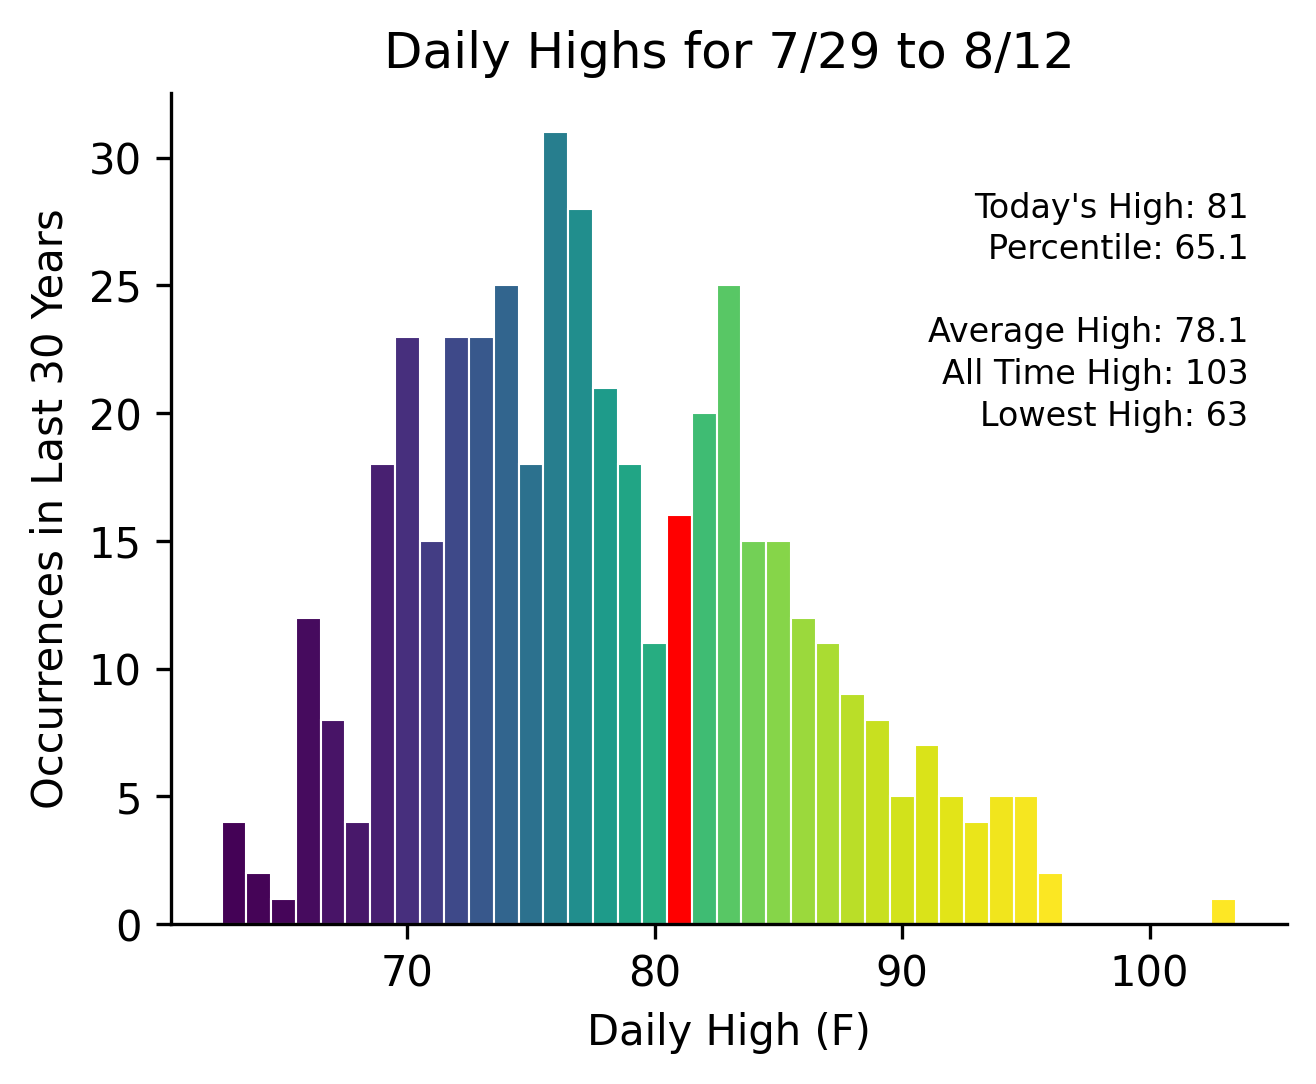 Daily Highs for 7/29 to 8/12
Occurrences in Last 30 Years
30
25
20
15
10
5
0
Today's High: 81
Percentile: 65.1
Average High: 78.1
All Time High: 103
Lowest High: 63
70 80 90 100
Daily High (F)